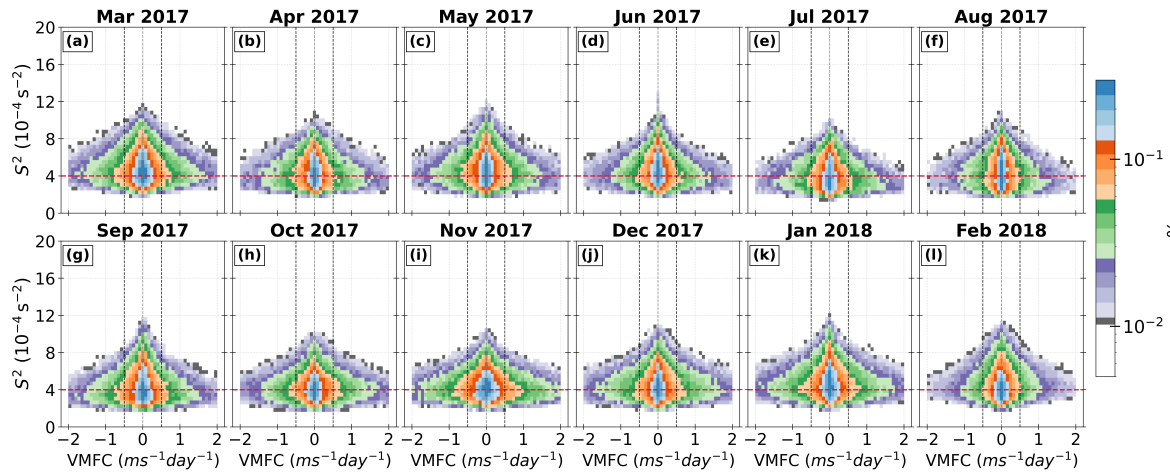 Mar 2017 Apr 2017 May 2017 Jun 2017 Jul 2017 Aug 2017
(a) (b) (c) (d) (e) (f)
20
16
12
8
4
0
S² (10⁻⁴ s⁻²)
Sep 2017 Oct 2017 Nov 2017 Dec 2017 Jan 2018 Feb 2018
(g) (h) (i) (j) (k) (l)
20
16
12
8
4
0
S² (10⁻⁴ s⁻²)
−2 −1 0 1 2 −2 −1 0 1 2 −2 −1 0 1 2 −2 −1 0 1 2 −2 −1 0 1 2 −2 −1 0 1 2
VMFC (ms⁻¹day⁻¹) VMFC (ms⁻¹day⁻¹) VMFC (ms⁻¹day⁻¹) VMFC (ms⁻¹day⁻¹) VMFC (ms⁻¹day⁻¹) VMFC (ms⁻¹day⁻¹)
10⁻¹
10⁻²